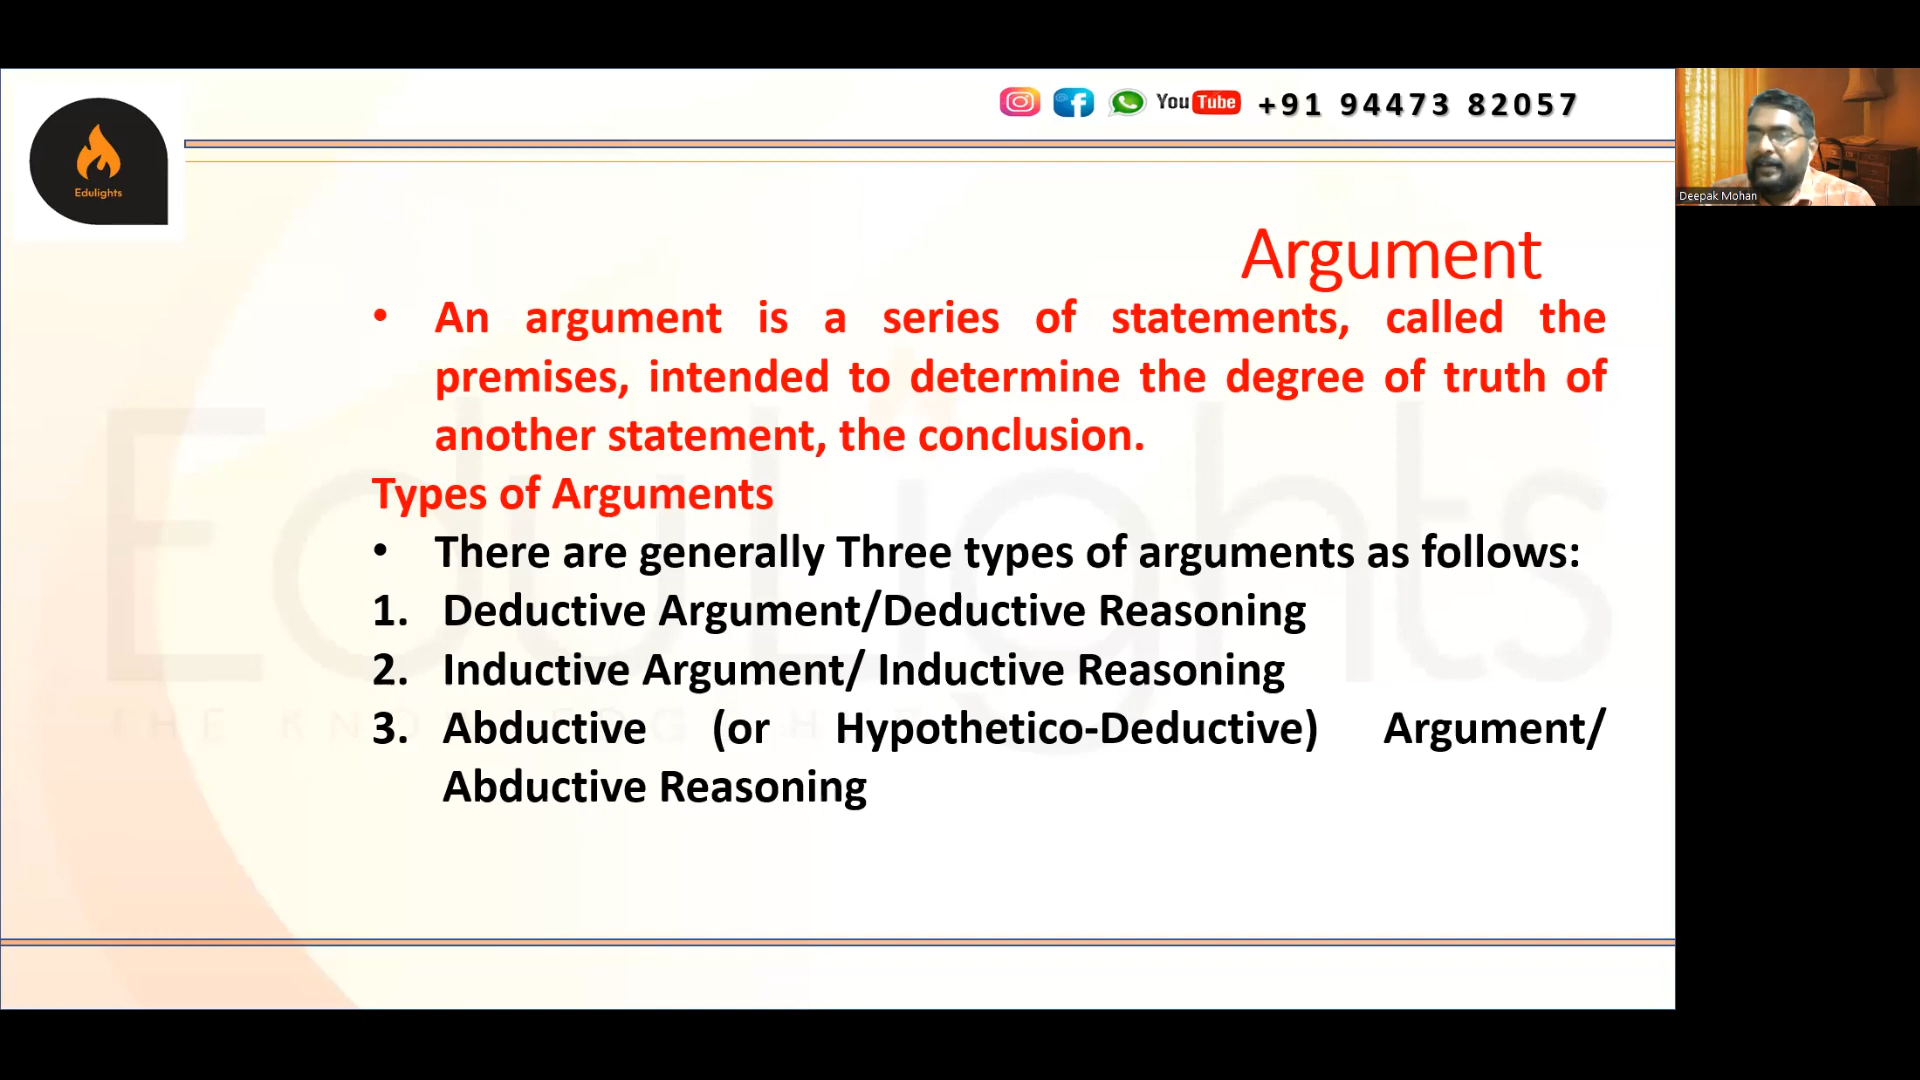 You Tube +91 94473 82057
Edulights
Deepak Mohan
Argument
• An argument is a series of statements, called the
premises, intended to determine the degree of truth of
another statement, the conclusion.
Types of Arguments
• There are generally Three types of arguments as follows:
1. Deductive Argument/Deductive Reasoning
2. Inductive Argument/ Inductive Reasoning
3. Abductive (or Hypothetico-Deductive) Argument/
Abductive Reasoning
EduLights